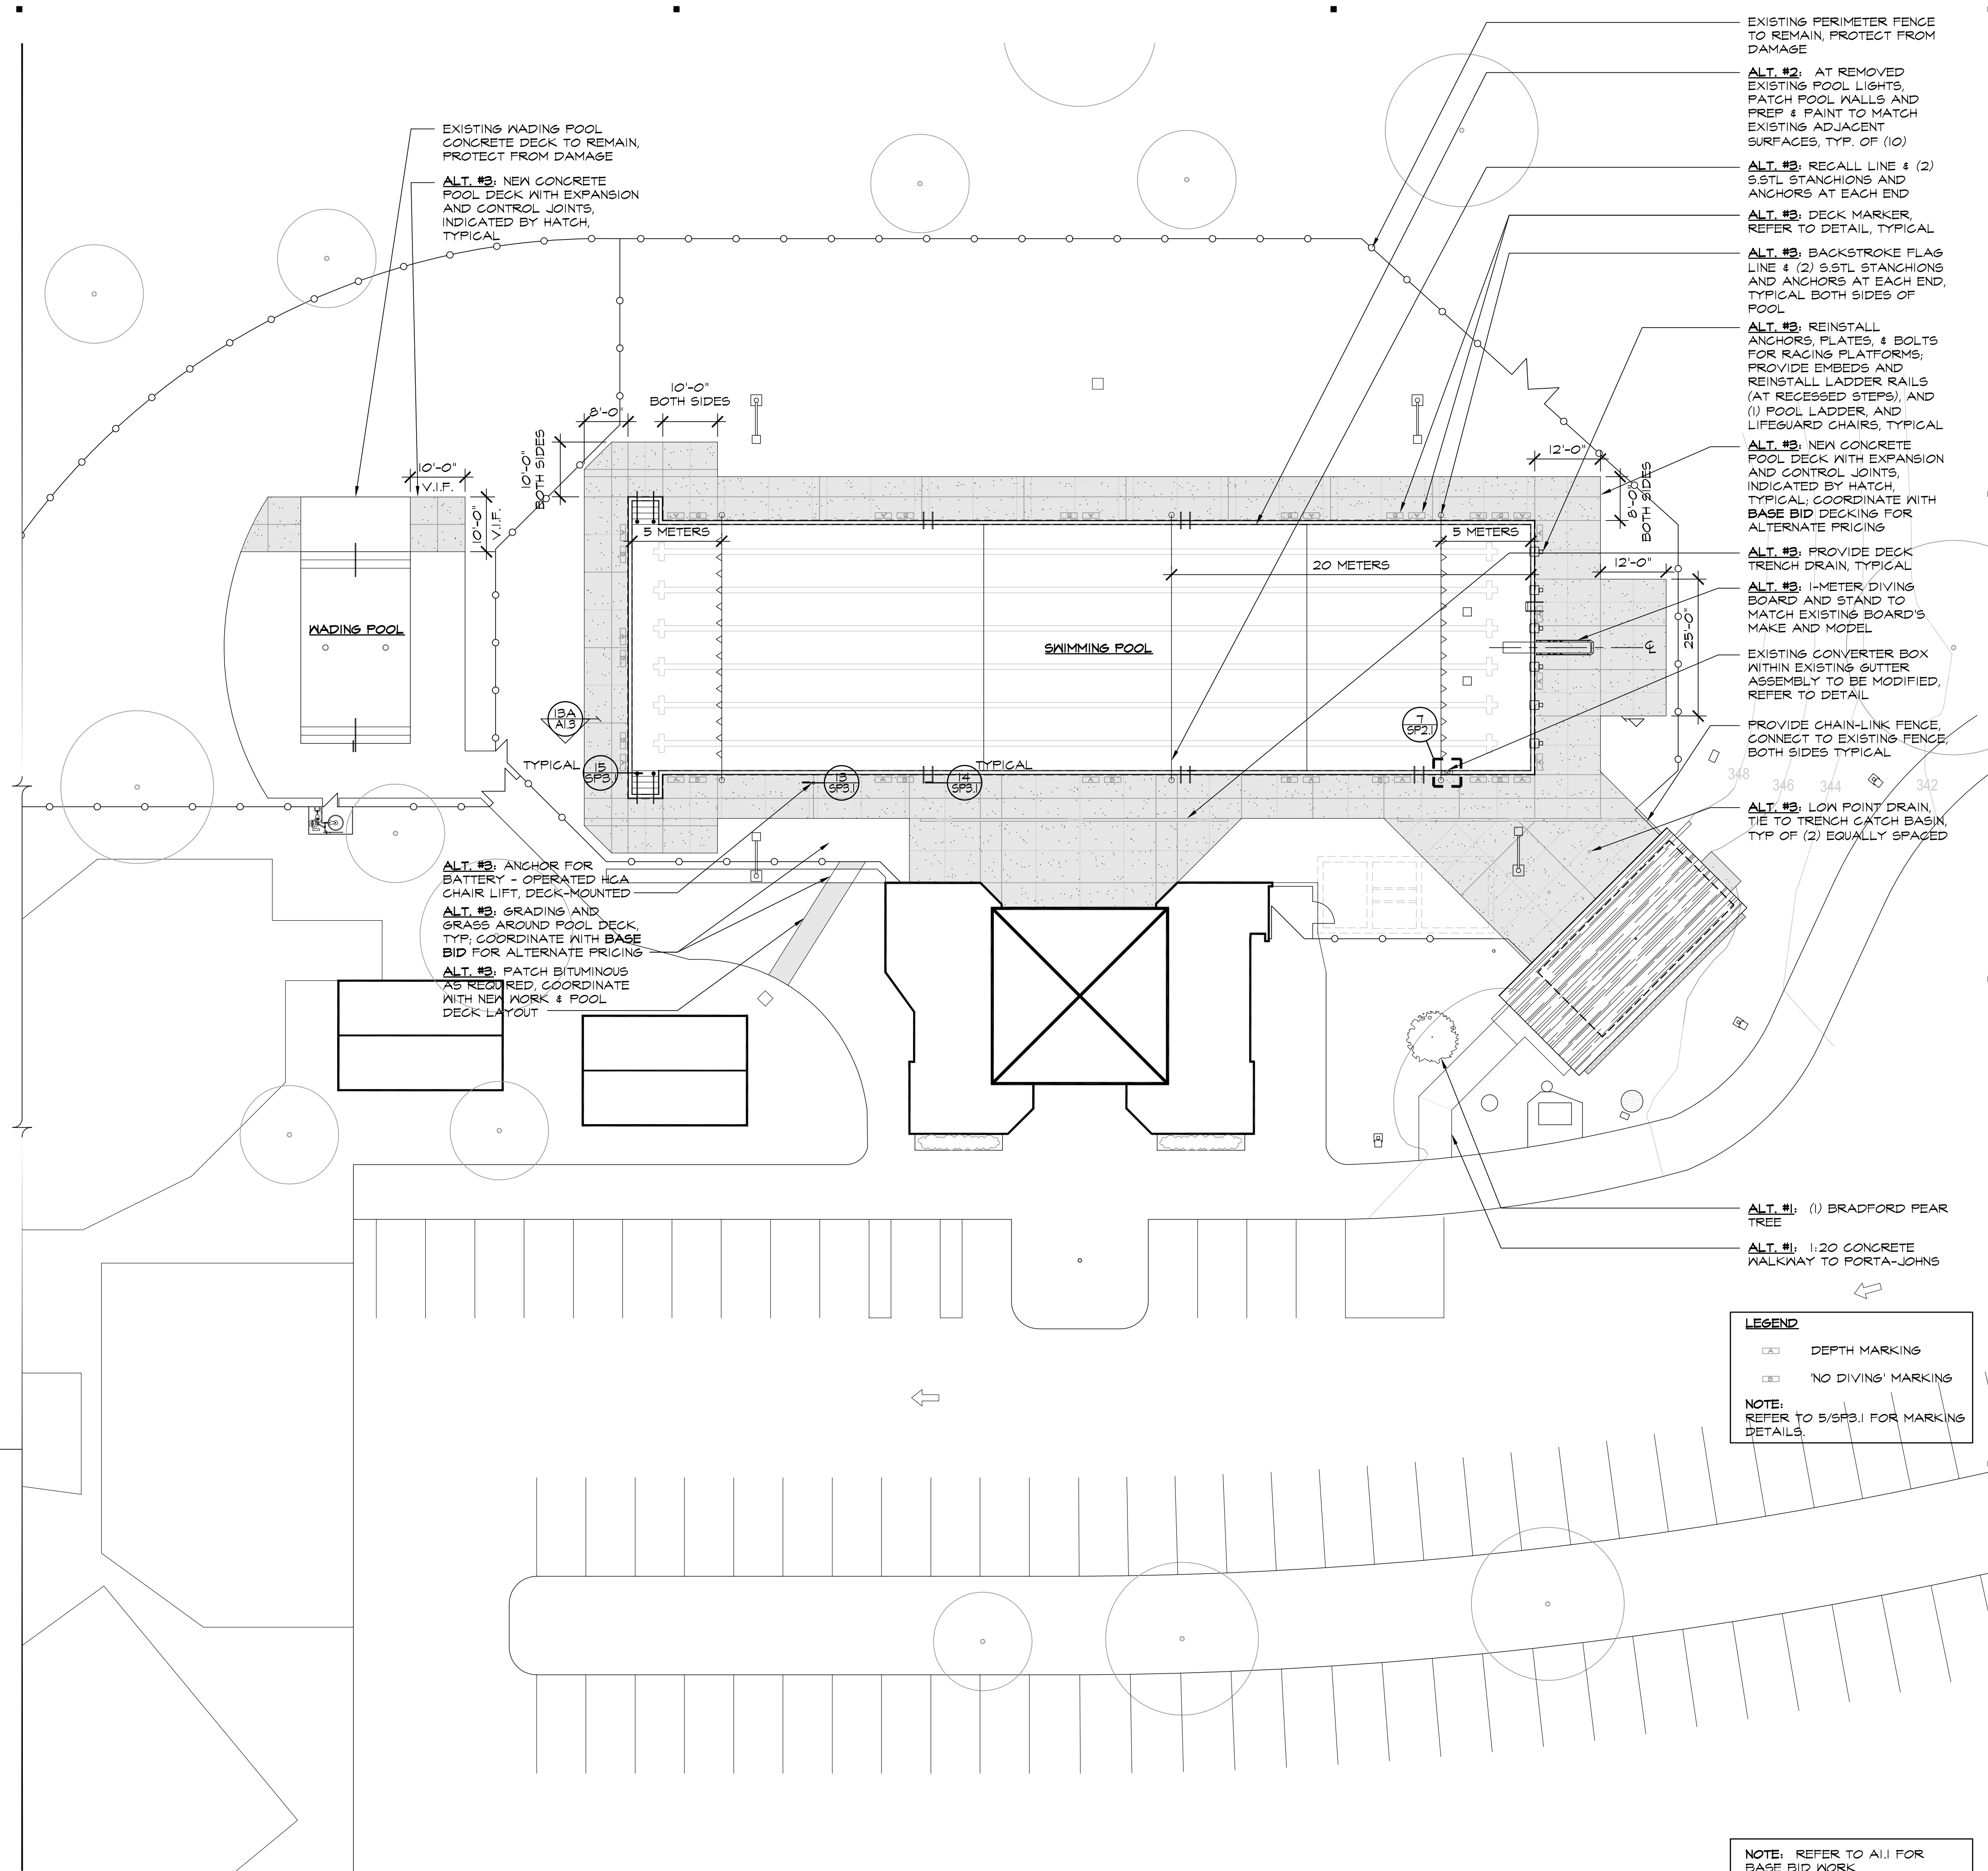 EXISTING WADING POOL
CONCRETE DECK TO REMAIN,
PROTECT FROM DAMAGE
ALT. #3: NEW CONCRETE
POOL DECK WITH EXPANSION
AND CONTROL JOINTS,
INDICATED BY HATCH,
TYPICAL
EXISTING PERIMETER FENCE
TO REMAIN, PROTECT FROM
DAMAGE
ALT. #2: AT REMOVED
EXISTING POOL LIGHTS,
PATCH POOL WALLS AND
PREP & PAINT TO MATCH
EXISTING ADJACENT
SURFACES, TYP. OF (10)
ALT. #3: RECALL LINE & (2)
S.STL STANCHIONS AND
ANCHORS AT EACH END
ALT. #3: DECK MARKER,
REFER TO DETAIL, TYPICAL
ALT. #3: BACKSTROKE FLAG
LINE & (2) S.STL STANCHIONS
AND ANCHORS AT EACH END,
TYPICAL BOTH SIDES OF
POOL
ALT. #3: REINSTALL
ANCHORS, PLATES, & BOLTS
FOR RACING PLATFORMS;
PROVIDE EMBEDS AND
REINSTALL LADDER RAILS
(AT RECESSED STEPS), AND
(1) POOL LADDER, AND
LIFEGUARD CHAIRS, TYPICAL
ALT. #3: NEW CONCRETE
POOL DECK WITH EXPANSION
AND CONTROL JOINTS,
INDICATED BY HATCH,
TYPICAL; COORDINATE WITH
BASE BID DECKING FOR
ALTERNATE PRICING
ALT. #3: PROVIDE DECK
TRENCH DRAIN, TYPICAL
ALT. #3: 1-METER DIVING
BOARD AND STAND TO
MATCH EXISTING BOARD'S
MAKE AND MODEL
EXISTING CONVERTER BOX
WITHIN EXISTING GUTTER
ASSEMBLY TO BE MODIFIED,
REFER TO DETAIL
PROVIDE CHAIN-LINK FENCE,
CONNECT TO EXISTING FENCE,
BOTH SIDES TYPICAL
348
346
344
342
ALT. #3: LOW POINT DRAIN,
TIE TO TRENCH CATCH BASIN,
TYP OF (2) EQUALLY SPACED
10'-0"
BOTH SIDES
8'-0"
10'-0"
BOTH SIDES
10'-0"
V.I.F.
10'-0"
V.I.F.
12'-0"
8'-0"
BOTH SIDES
12'-0"
25'-0"
5 METERS
5 METERS
20 METERS
WADING POOL
SWIMMING POOL
13A
A1.3
TYPICAL
15
SP3.1
13
SP3.1
14
SP3.1
TYPICAL
7
SP2.1
ALT. #3: ANCHOR FOR
BATTERY - OPERATED HCA
CHAIR LIFT, DECK-MOUNTED
ALT. #3: GRADING AND
GRASS AROUND POOL DECK,
TYP; COORDINATE WITH BASE
BID FOR ALTERNATE PRICING
ALT. #3: PATCH BITUMINOUS
AS REQUIRED, COORDINATE
WITH NEW WORK & POOL
DECK LAYOUT
ALT. #1: (1) BRADFORD PEAR
TREE
ALT. #1: 1:20 CONCRETE
WALKWAY TO PORTA-JOHNS
LEGEND
A DEPTH MARKING
B 'NO DIVING' MARKING
NOTE:
REFER TO 5/SP3.1 FOR MARKING
DETAILS.
NOTE: REFER TO A1.1 FOR
BASE BID WORK